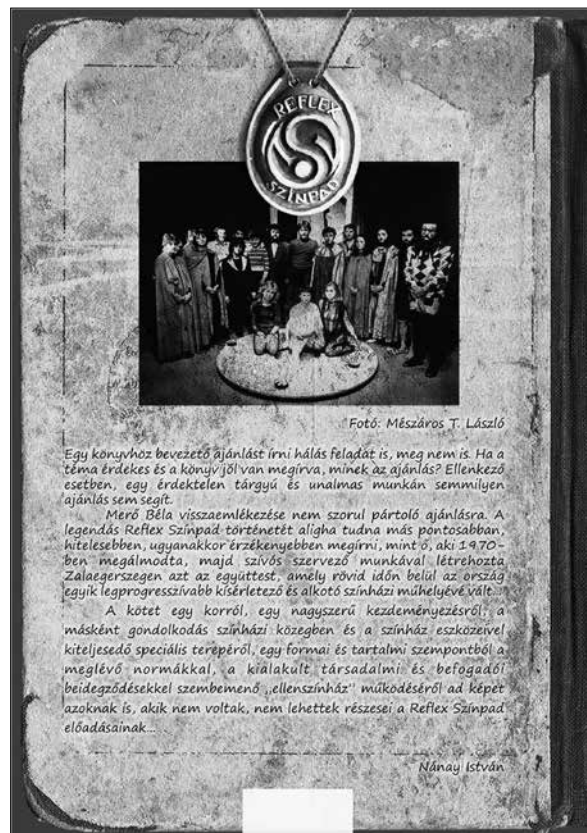 REFLEX
SZÍNPAD
Fotó: Mészáros T. László
Egy könyvhöz bevezető ajánlást írni hálás feladat is, meg nem is. Ha a
téma érdekes és a könyv jól van megírva, minek az ajánlás? Ellenkező
esetben, egy érdektelen tárgyú és unalmas munkán semmilyen
ajánlás sem segít.
Merő Béla visszaemlékezése nem szorul pártoló ajánlásra. A
legendás Reflex Színpad történetét aligha tudna más pontosabban,
hitelesebben, ugyanakkor érzékenyebben megírni, mint ő, aki 1970-
ben megálmodta, majd szívós szervező munkával létrehozta
Zalaegerszegen azt az együttest, amely rövid időn belül az ország
egyik legprogresszívabb kísérletező és alkotó színházi műhelyévé vált...
A kötet egy korról, egy nagyszerű kezdeményezésről, a
másként gondolkodás színházi közegben és a színház eszközeivel
kiteljesedő speciális terepéről, egy formai és tartalmi szempontból a
meglévő normákkal, a kialakult társadalmi és befogadói
beidegződésekkel szembemenő „ellenszínház" működéséről ad képet
azoknak is, akik nem voltak, nem lehettek részesei a Reflex Színpad
előadásainak...
Nánay István